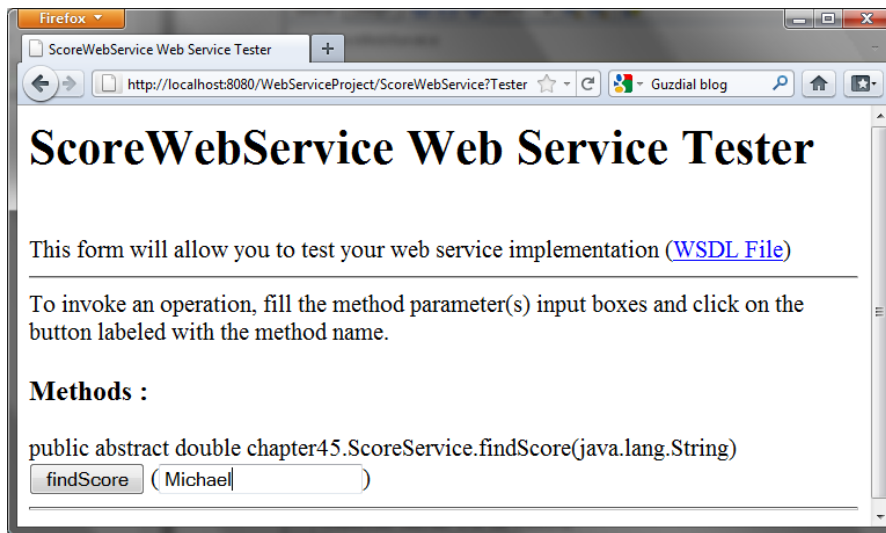 Firefox
ScoreWebService Web Service Tester
http://localhost:8080/WebServiceProject/ScoreWebService?Tester
Guzdial blog
ScoreWebService Web Service Tester
This form will allow you to test your web service implementation (WSDL File)
To invoke an operation, fill the method parameter(s) input boxes and click on the
button labeled with the method name.
Methods :
public abstract double chapter45.ScoreService.findScore(java.lang.String)
findScore (Michael)